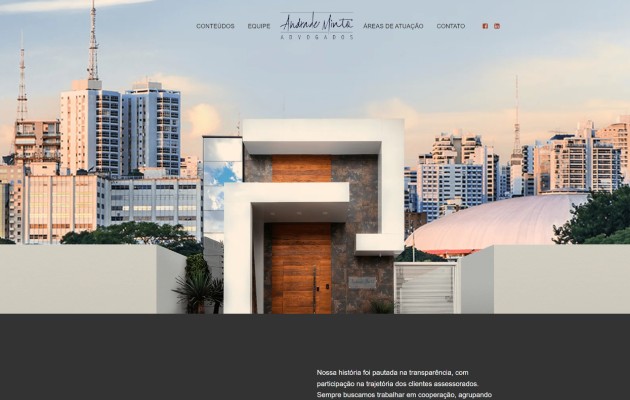 CONTEÚDOS EQUIPE Andrade Minto ÁREAS DE ATUAÇÃO CONTATO
ADVOGADOS
Nossa história foi pautada na transparência, com
participação na trajetória dos clientes assessorados.
Sempre buscamos trabalhar em cooperação, agrupando